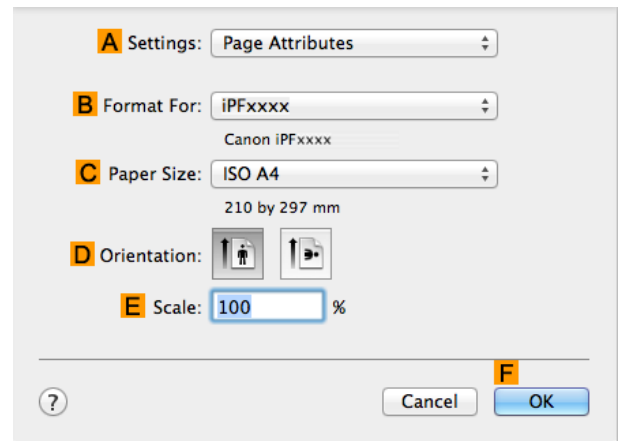 A Settings: Page Attributes
B Format For: iPFxxxx
Canon iPFxxxx
C Paper Size: ISO A4
210 by 297 mm
D Orientation:
E Scale: 100 %
F
? Cancel OK